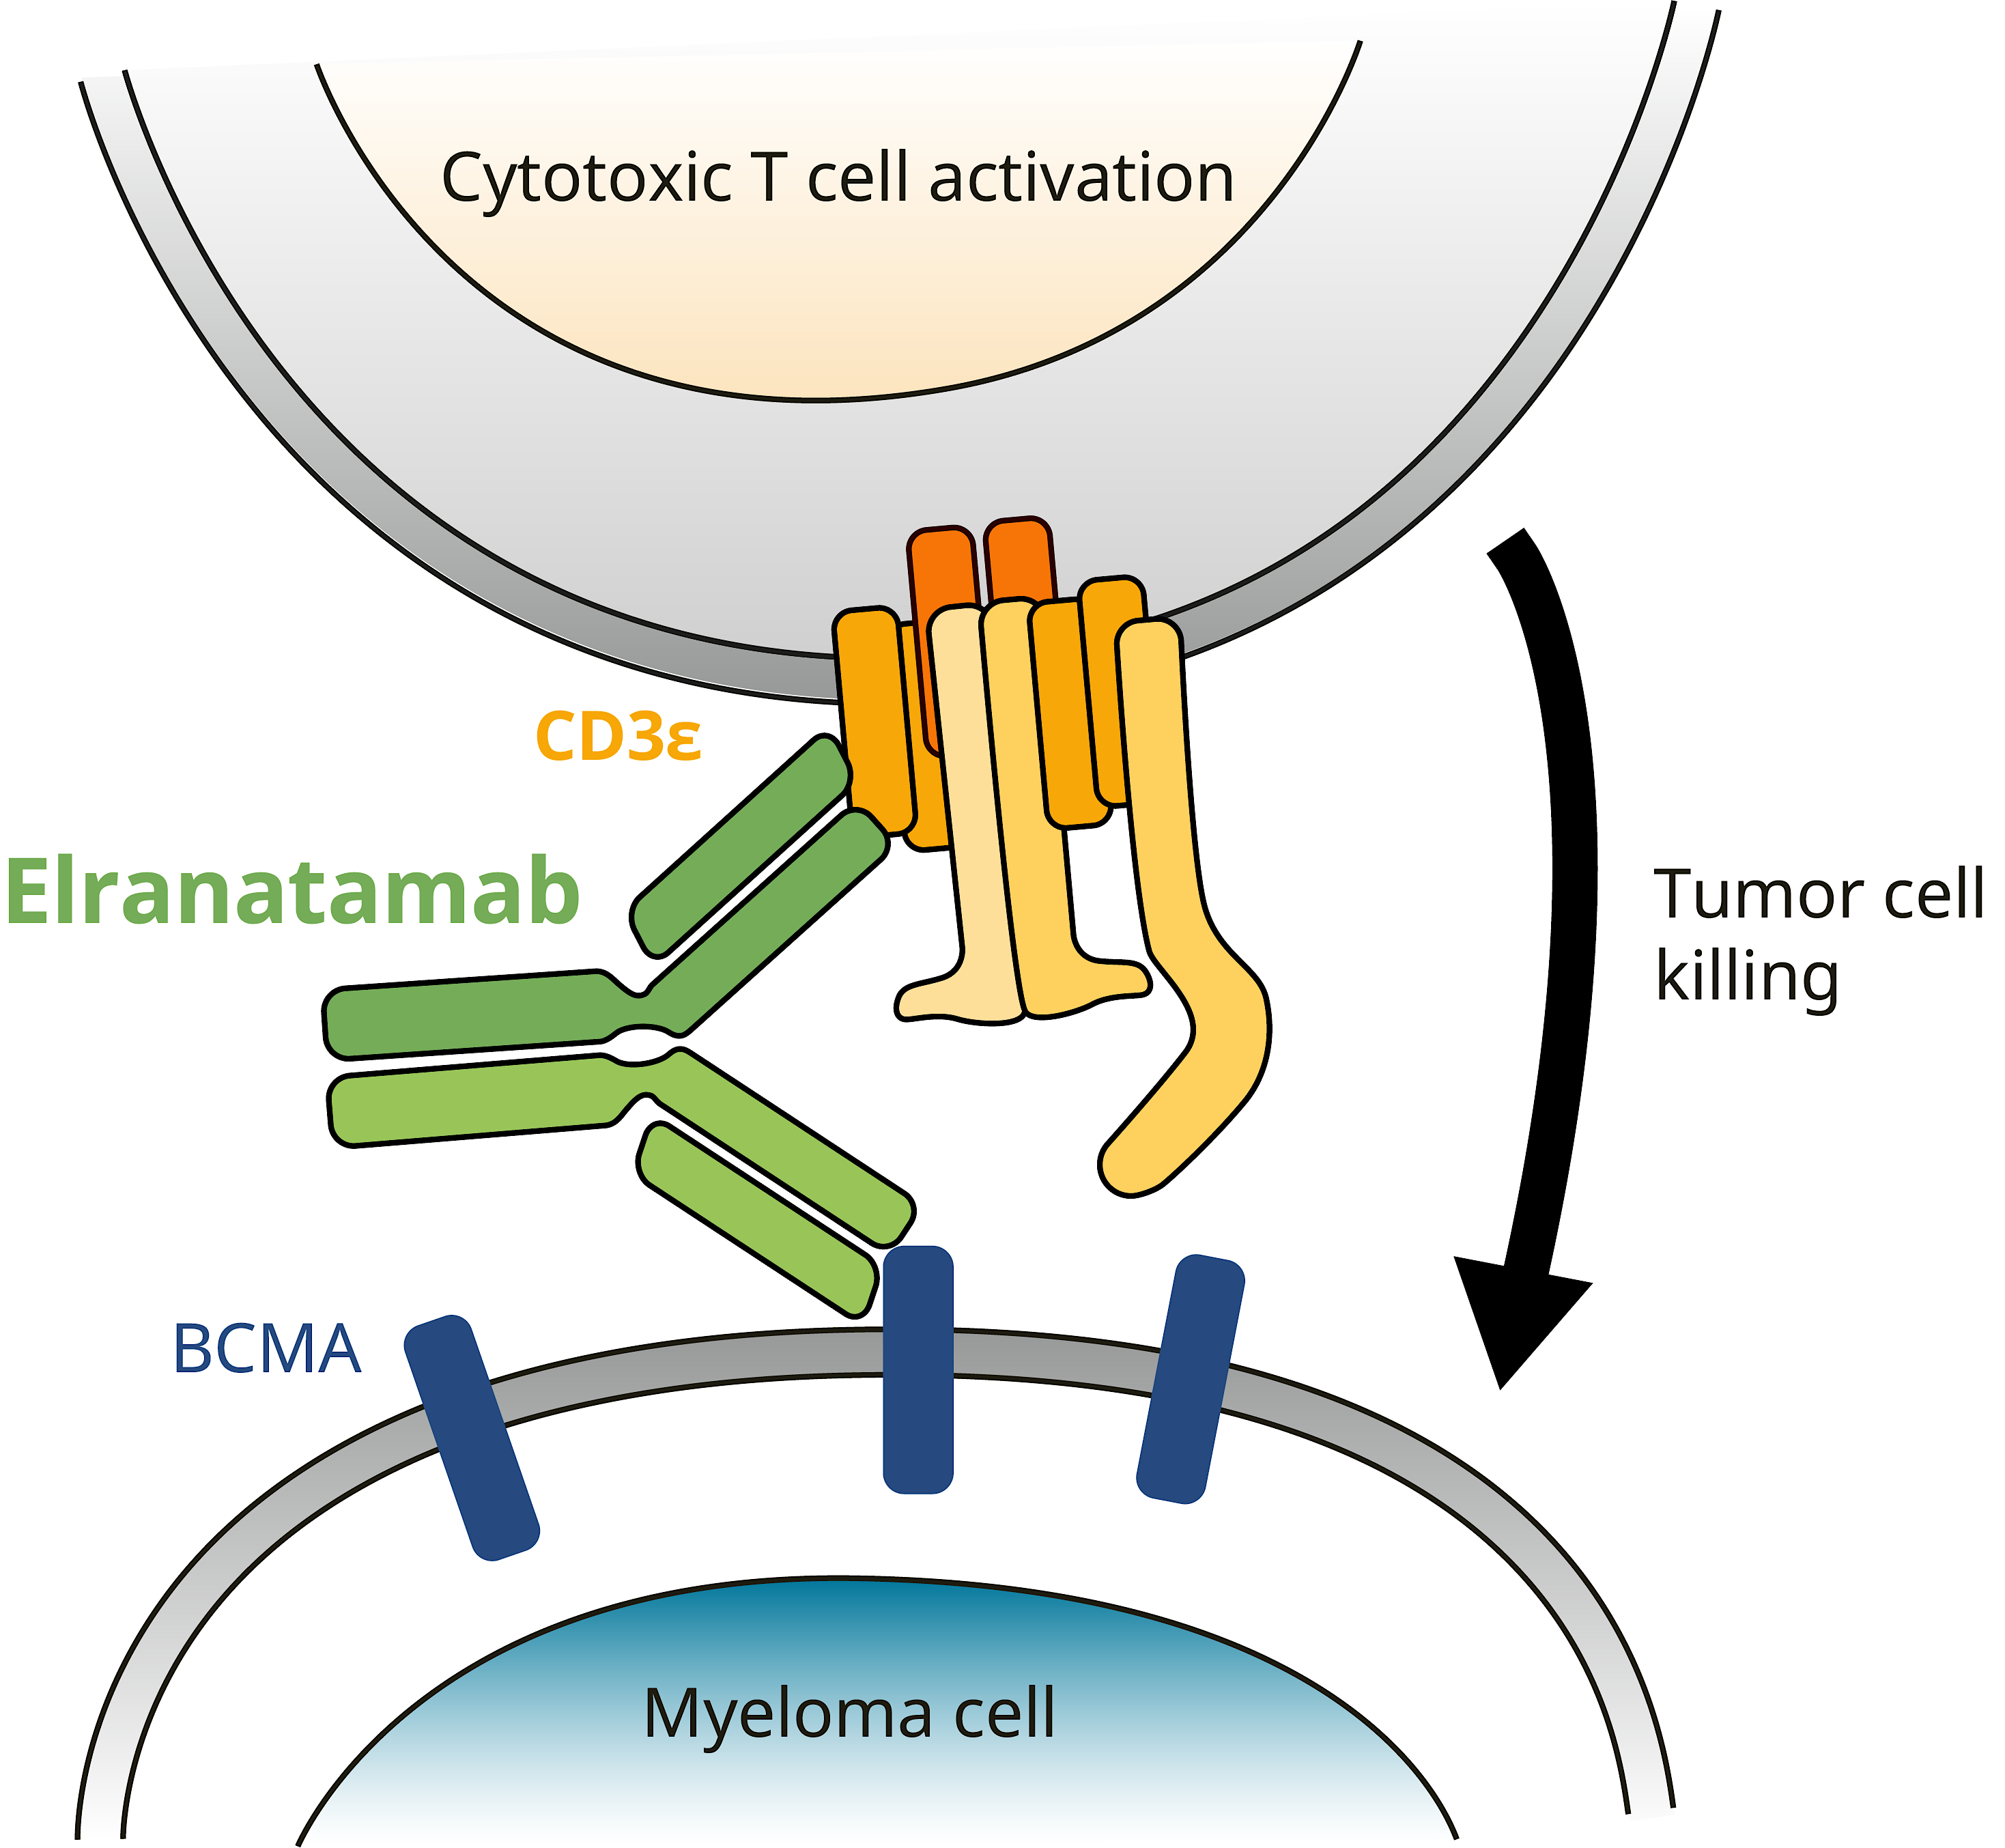 Cytotoxic T cell activation
CD3ε
Elranatamab
Tumor cell
killing
BCMA
Myeloma cell